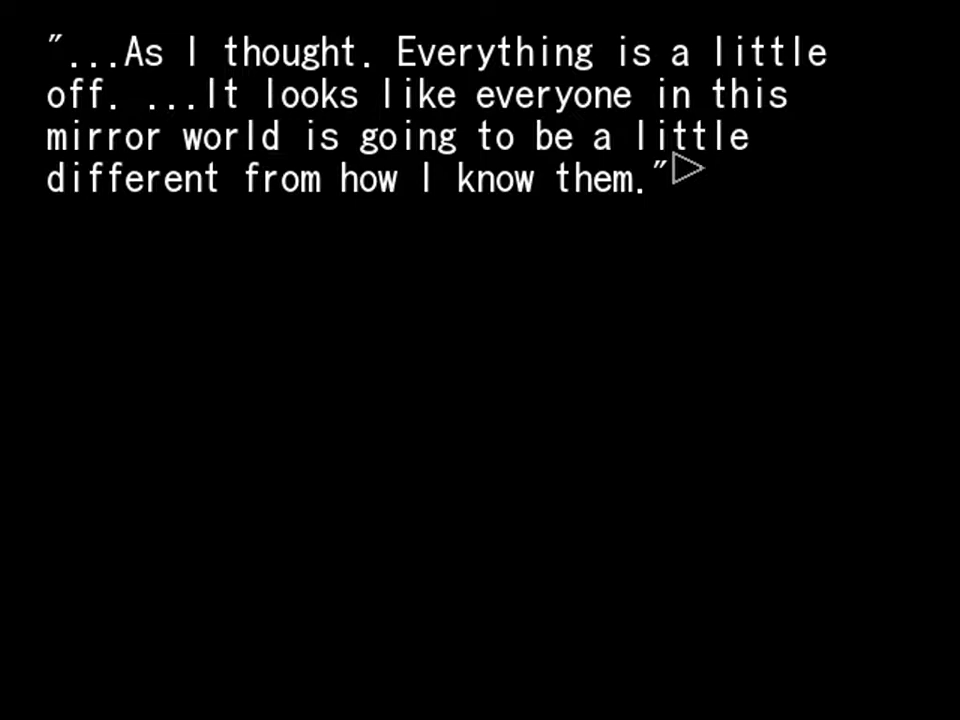 "...As I thought. Everything is a little
off. ...It looks like everyone in this
mirror world is going to be a little
different from how I know them."